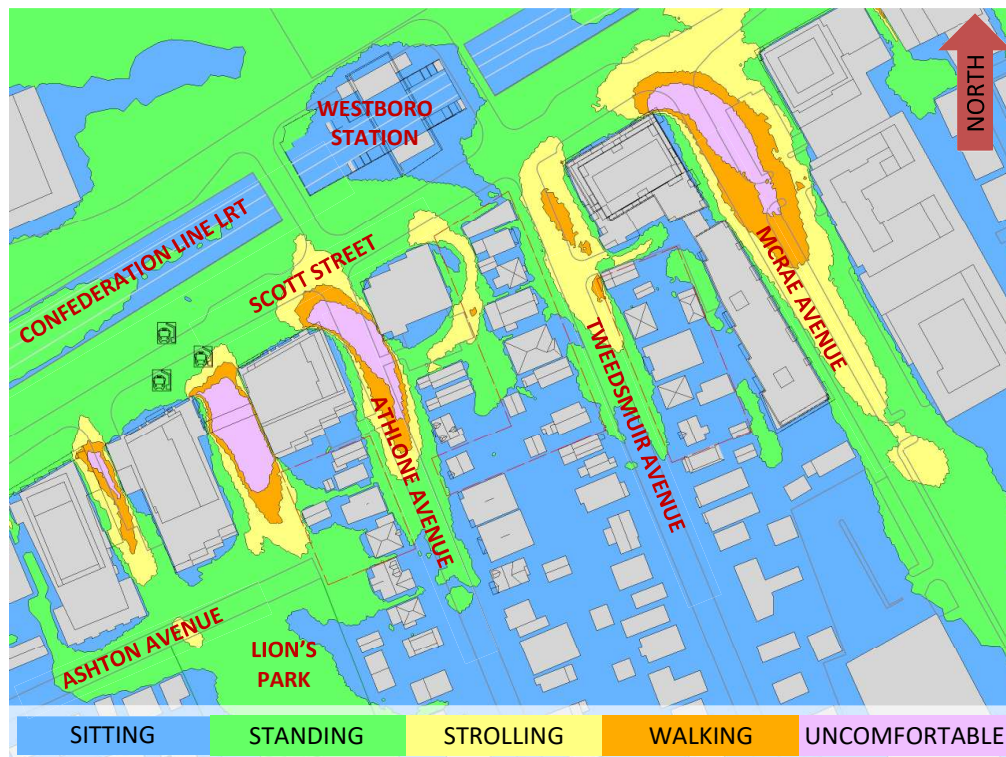 NORTH
WESTBORO
STATION
CONFEDERATION LINE LRT
SCOTT STREET
MCRAE AVENUE
TWEEDSMUIR AVENUE
ATHLONE AVENUE
ASHTON AVENUE
LION'S
PARK
SITTING
STANDING
STROLLING
WALKING
UNCOMFORTABLE